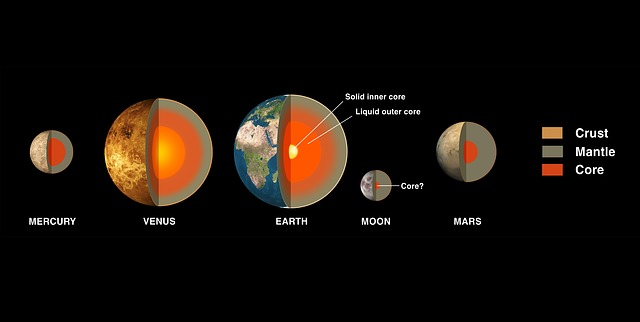 Solid inner core
Liquid outer core
Core?
MERCURY
VENUS
EARTH
MOON
MARS
Crust
Mantle
Core